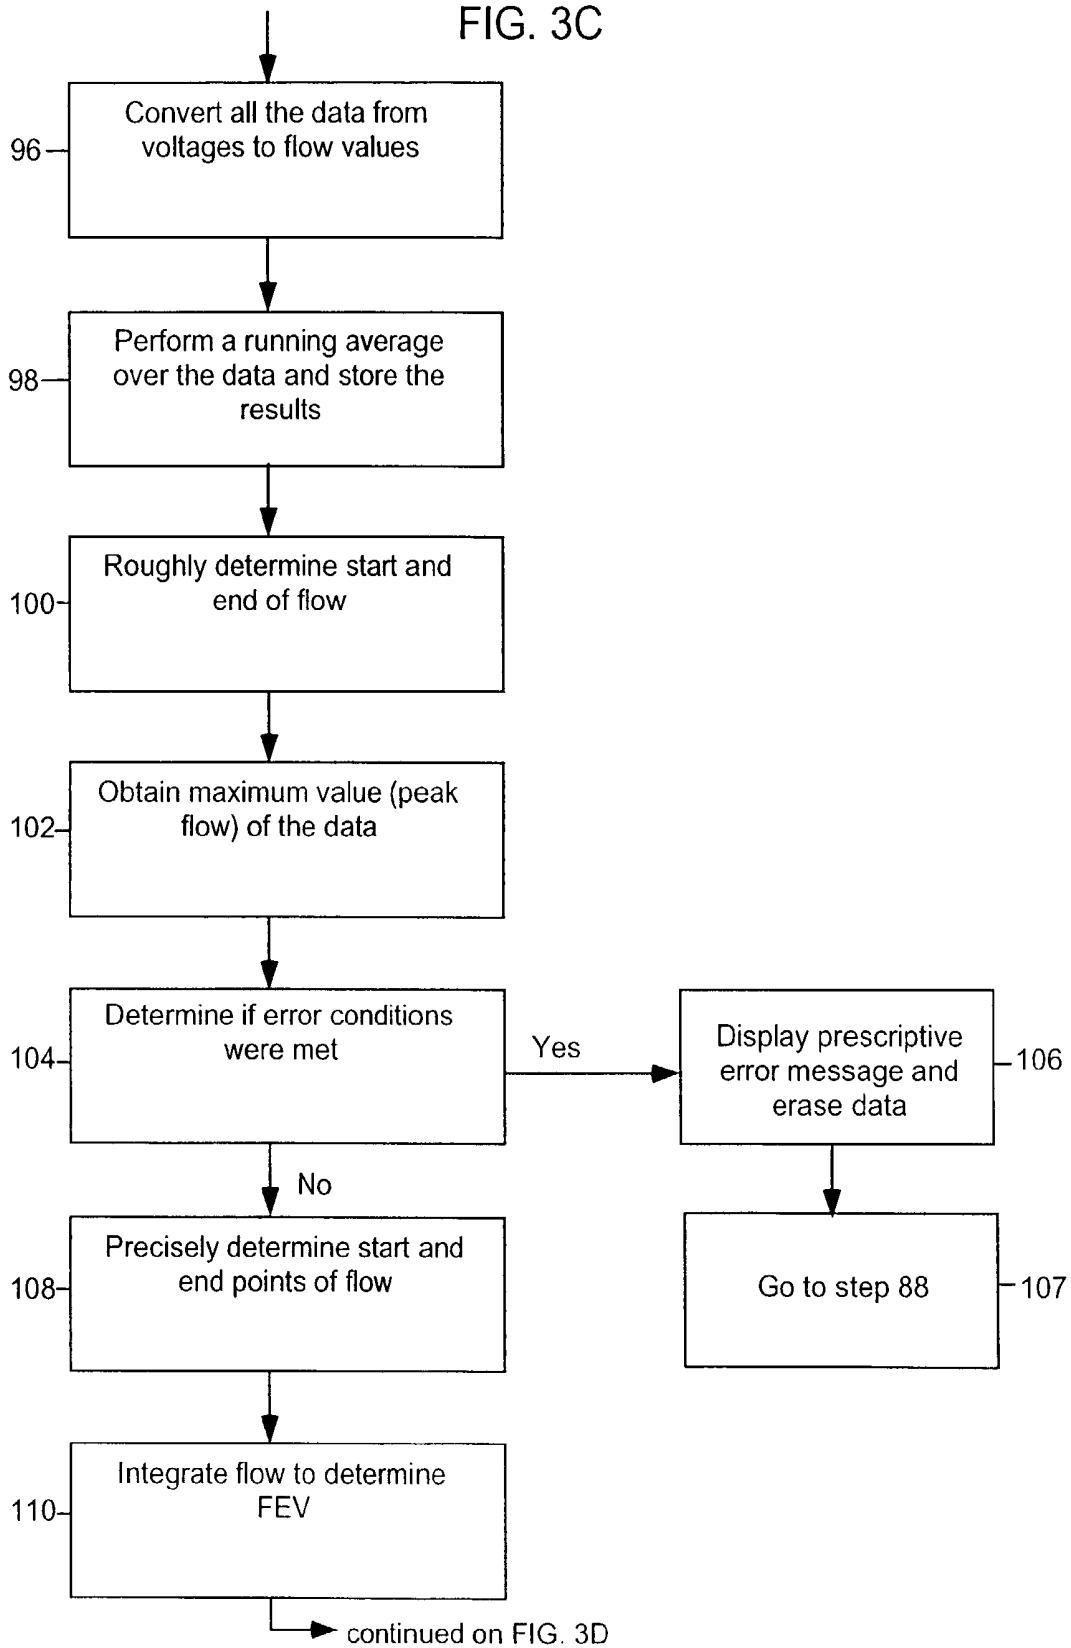 FIG. 3C
Convert all the data from
voltages to flow values
96
Perform a running average
over the data and store the
results
98
Roughly determine start and
end of flow
100
Obtain maximum value (peak
flow) of the data
102
Determine if error conditions
were met
104
Yes
Display prescriptive
error message and
erase data
106
No
Go to step 88
107
Precisely determine start and
end points of flow
108
Integrate flow to determine
FEV
110
continued on FIG. 3D